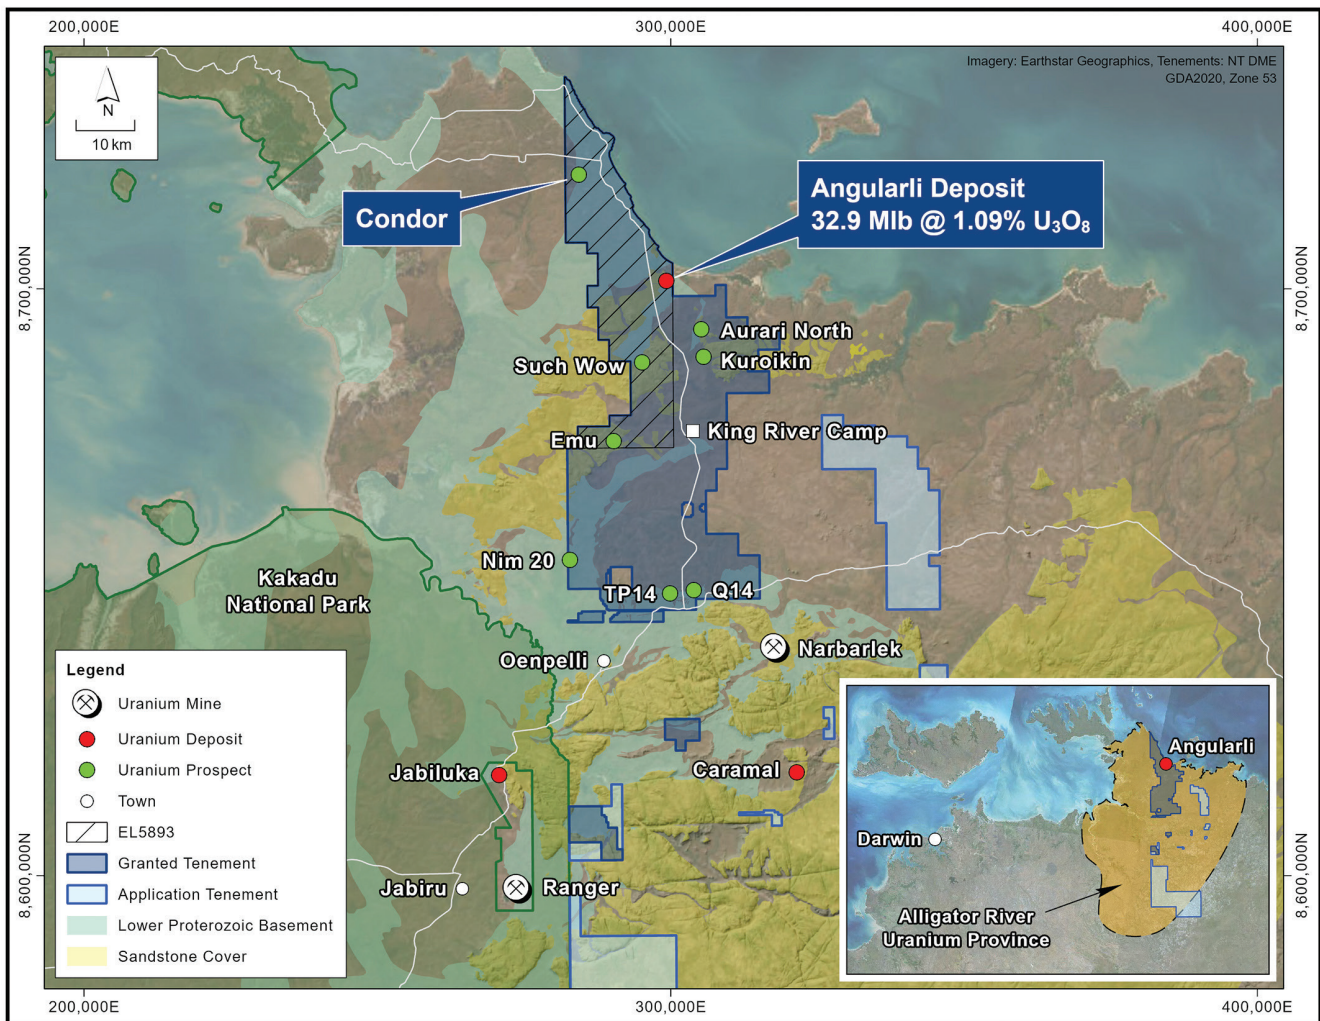 200,000E
300,000E
400,000E
Imagery: Earthstar Geographics, Tenements: NT DME
GDA2020, Zone 53
N
10 km
Condor
Angularli Deposit
32.9 Mlb @ 1.09% U₃O₈
8,700,000N
8,700,000N
Aurari North
Such Wow
Kuroikin
Emu
King River Camp
Nim 20
TP14
Q14
Kakadu
National Park
Oenpelli
Narbarlek
Jabiluka
Caramal
Jabiru
Ranger
8,600,000N
8,600,000N
Legend
Uranium Mine
Uranium Deposit
Uranium Prospect
Town
EL5893
Granted Tenement
Application Tenement
Lower Proterozoic Basement
Sandstone Cover
Angularli
Darwin
Alligator River
Uranium Province
200,000E
300,000E
400,000E